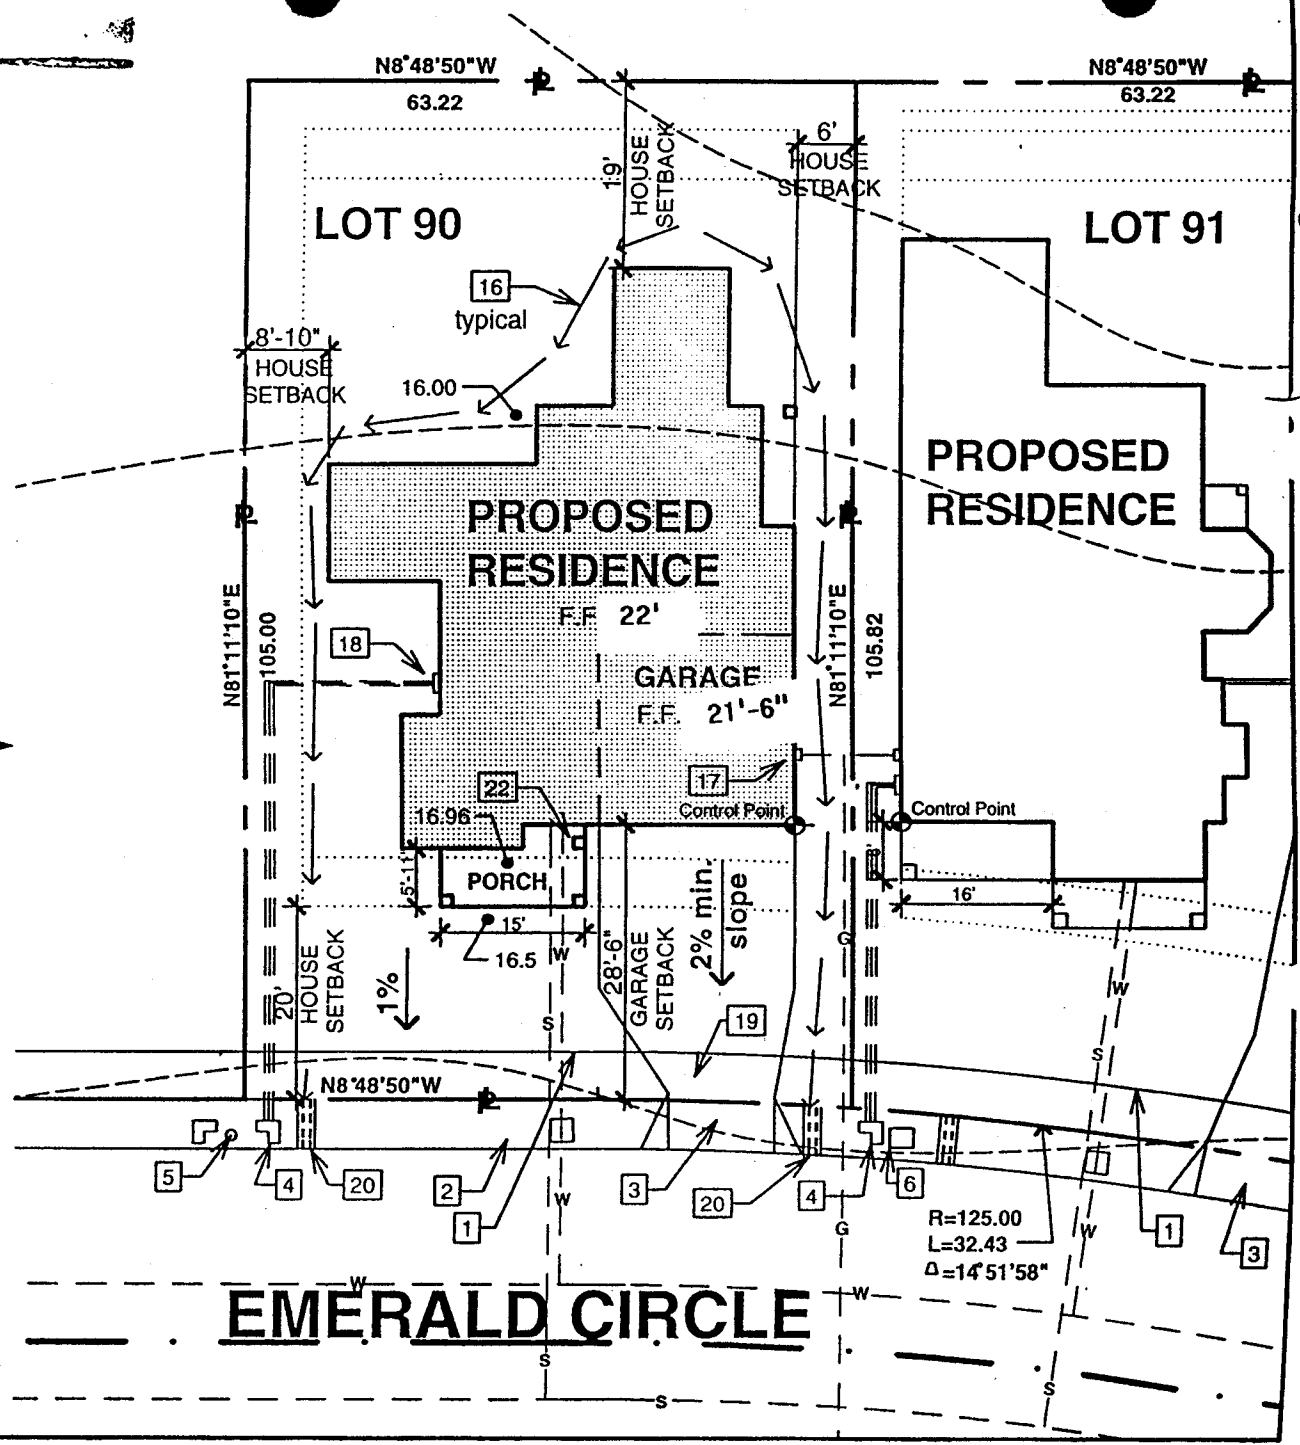 N8°48'50"W
63.22
N8°48'50"W
63.22
6'
HOUSE
SETBACK
19'
HOUSE
SETBACK
LOT 90
LOT 91
16
typical
8'-10"
HOUSE
SETBACK
16.00
PROPOSED
RESIDENCE
F.F 22'
PROPOSED
RESIDENCE
N81°11'10"E
105.00
18
GARAGE
F.F. 21'-6"
N81°11'10"E
105.82
17
22
16.96
Control Point
Control Point
5'-11"
PORCH
15'
16.5
W
2% min.
slope
8'
16'
G
W
20'
HOUSE
SETBACK
1%
28'-6"
GARAGE
SETBACK
S
19
S
N8°48'50"W
5
4
20
2
1
3
20
4
6
W
W
G
R=125.00
L=32.43
Δ=14°51'58"
1
3
W
W
EMERALD CIRCLE
S
S
S